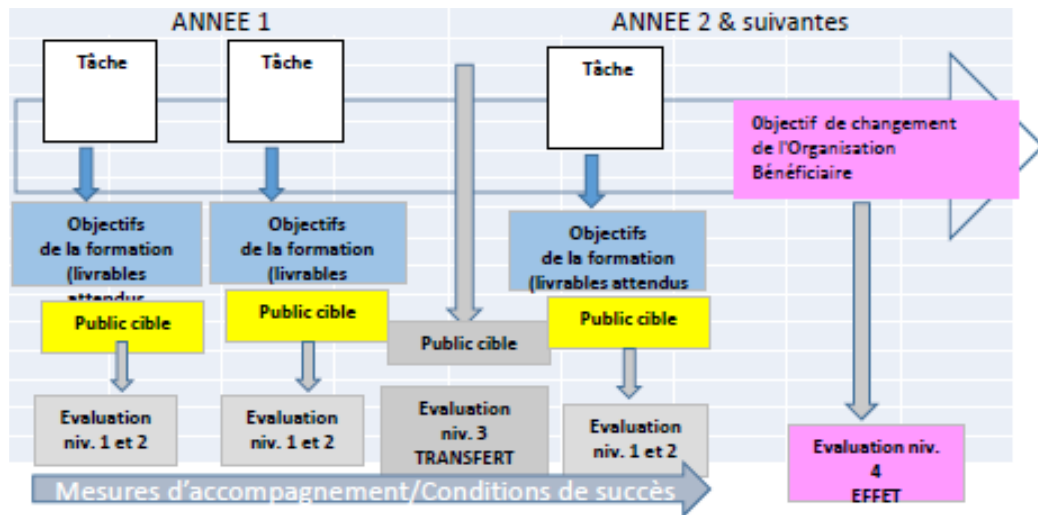 ANNEE 1
ANNEE 2 & suivantes
Tâche
Tâche
Tâche
Objectif de changement
de l'Organisation
Bénéficiaire
Objectifs
de la formation
(livrables
attendus
Objectifs
de la formation
(livrables
Objectifs
de la formation
(livrables attendus
Public cible
Public cible
Public cible
Public cible
Evaluation
niv. 1 et 2
Evaluation
niv. 1 et 2
Evaluation
niv. 3
TRANSFERT
Evaluation
niv. 1 et 2
Evaluation niv.
4
EFFET
Mesures d'accompagnement/Conditions de succès